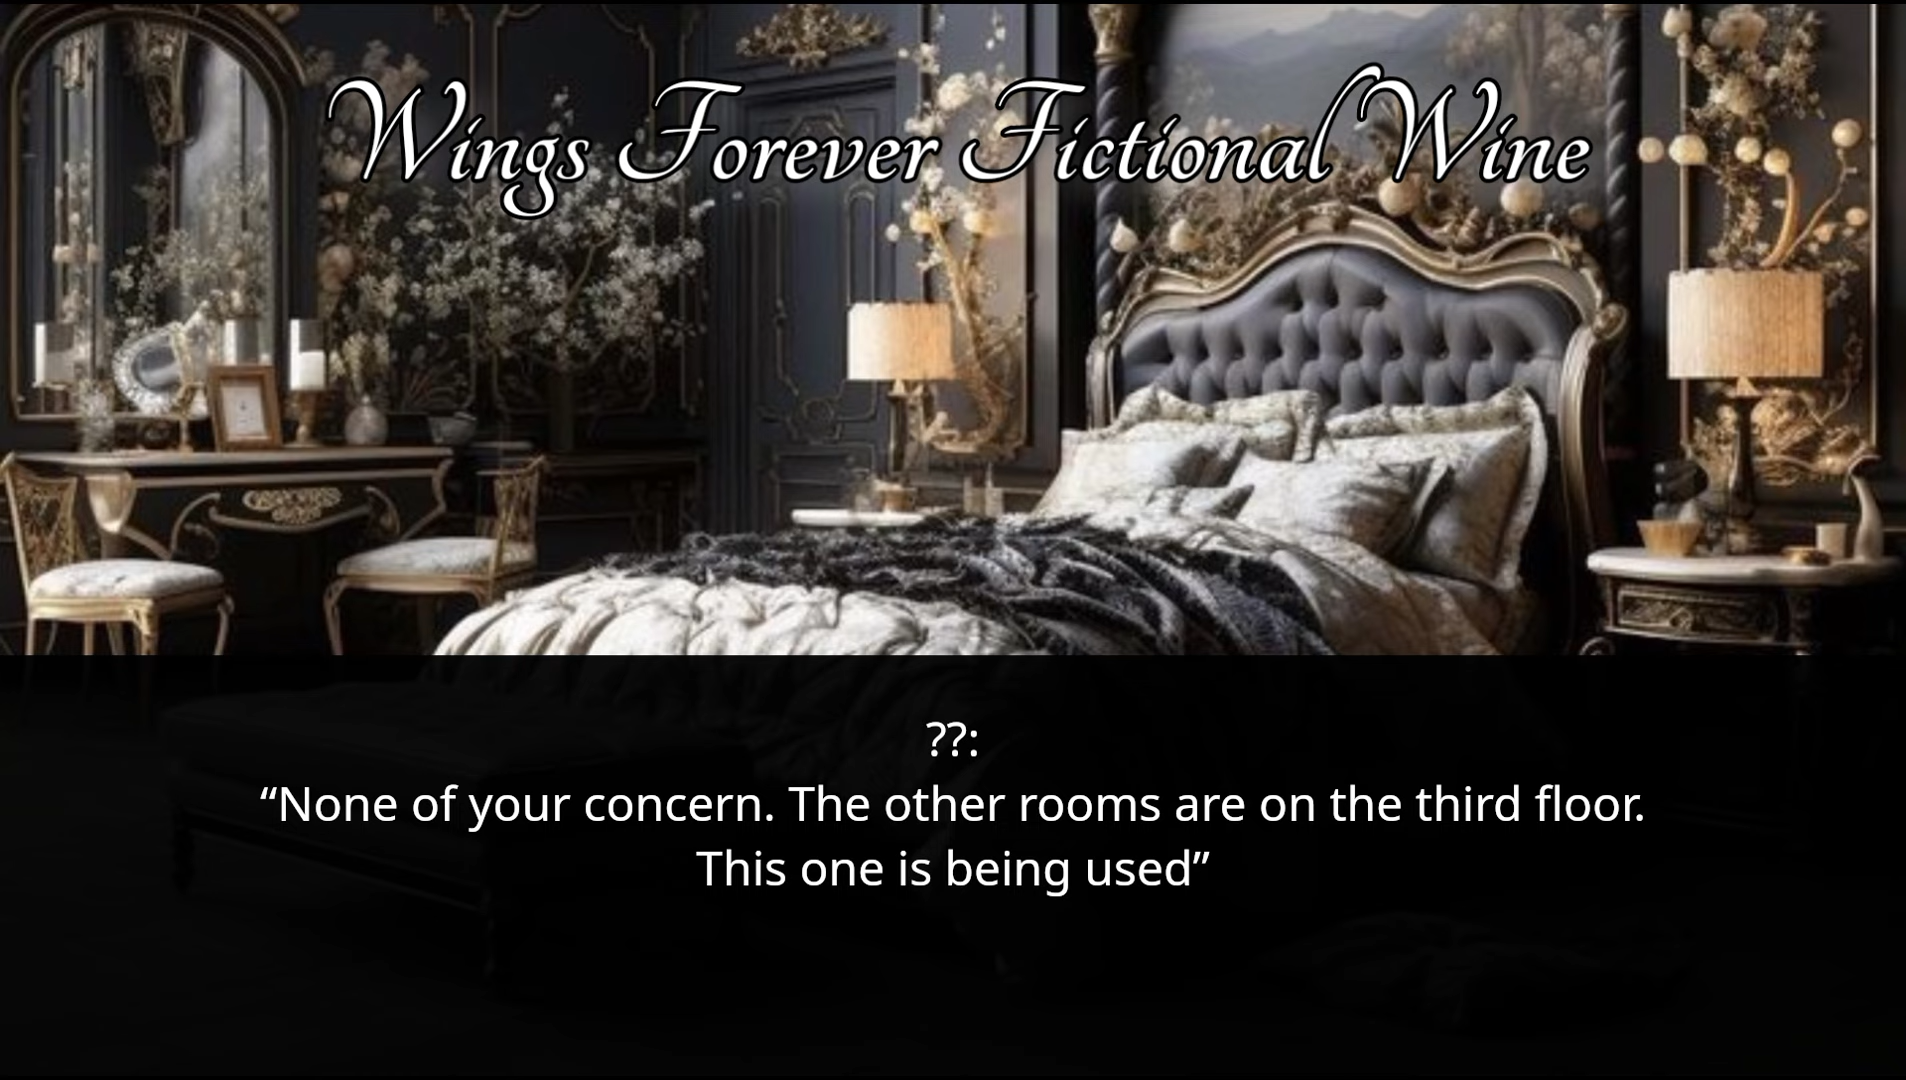 Wings Forever Fictional Wine
??:
“None of your concern. The other rooms are on the third floor.
This one is being used”